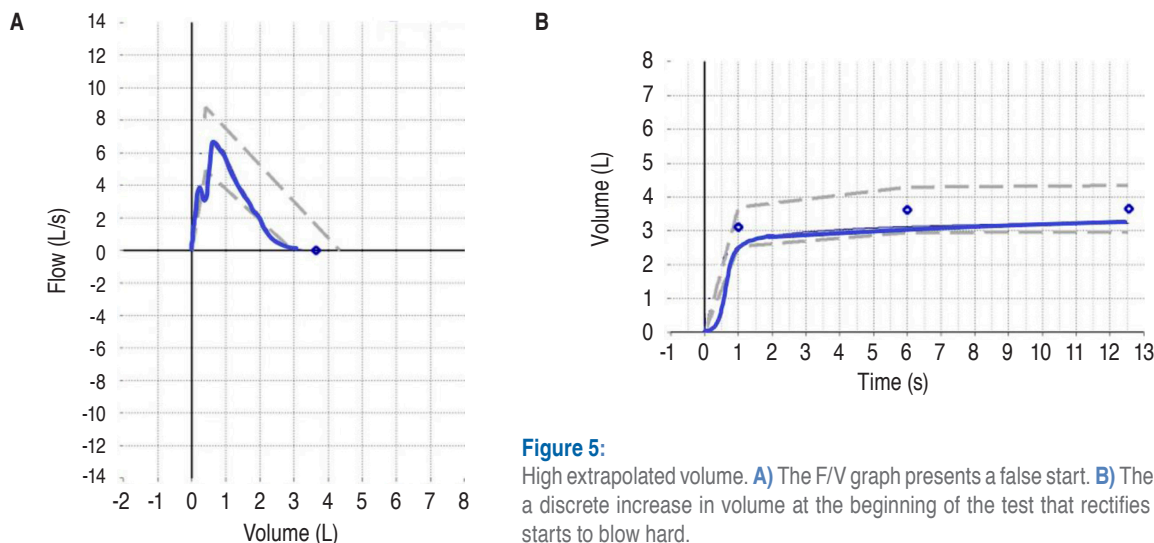 A
14
12
10
8
6
4
2
0
-2
-4
-6
-8
-10
-12
-14
Flow (L/s)
-2 -1 0 1 2 3 4 5 6 7 8
Volume (L)
B
8
7
6
5
4
3
2
1
0
Volume (L)
-1 0 1 2 3 4 5 6 7 8 9 10 11 12 13
Time (s)
Figure 5:
High extrapolated volume. A) The F/V graph presents a false start. B) The
a discrete increase in volume at the beginning of the test that rectifies
starts to blow hard.